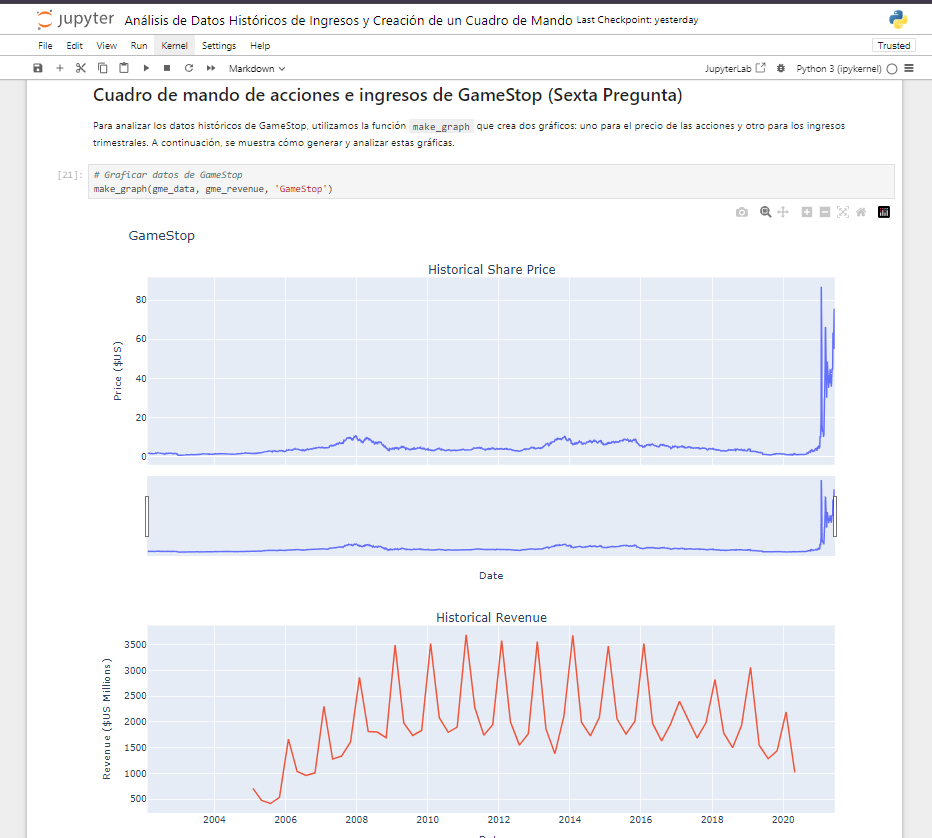 jupyter Análisis de Datos Históricos de Ingresos y Creación de un Cuadro de Mando Last Checkpoint: yesterday
File Edit View Run Kernel Settings Help Trusted
Markdown JupyterLab Python 3 (ipykernel)
Cuadro de mando de acciones e ingresos de GameStop (Sexta Pregunta)
Para analizar los datos históricos de GameStop, utilizamos la función make_graph que crea dos gráficos: uno para el precio de las acciones y otro para los ingresos
trimestrales. A continuación, se muestra cómo generar y analizar estas gráficas.
[21]: # Graficar datos de GameStop
make_graph(gme_data, gme_revenue, 'GameStop')
GameStop
Historical Share Price
80
60
40
20
0
Price ($US)
Date
Historical Revenue
3500
3000
2500
2000
1500
1000
500
Revenue ($US Millions)
2004 2006 2008 2010 2012 2014 2016 2018 2020